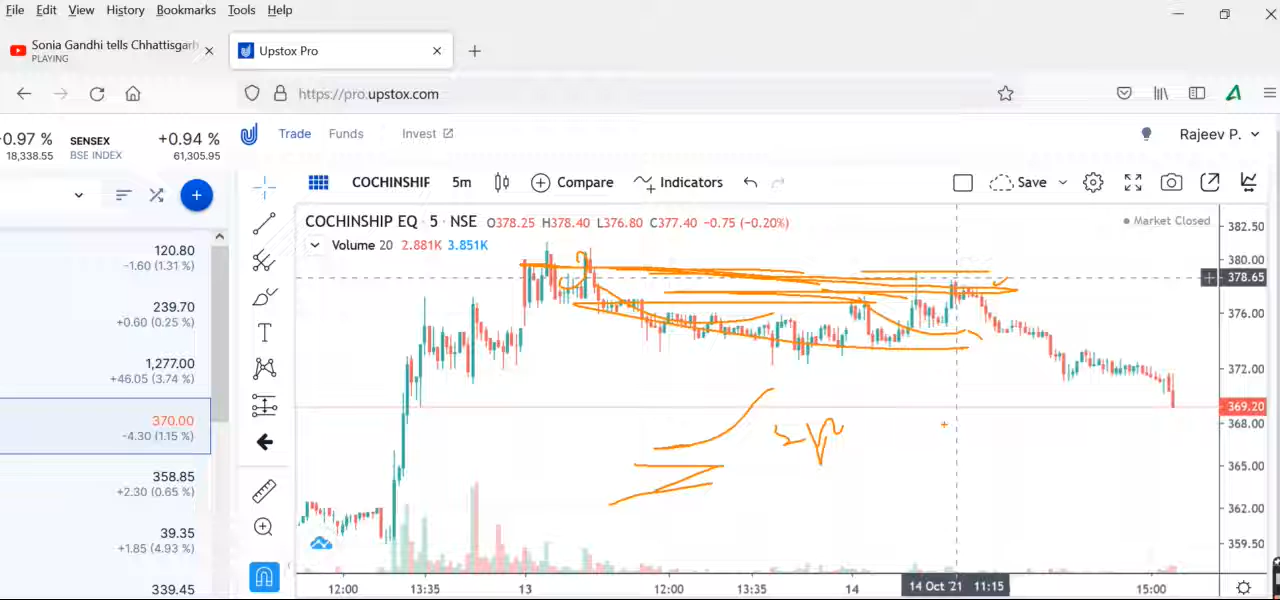 File Edit View History Bookmarks Tools Help
Sonia Gandhi tells Chhattisgarh
PLAYING
Upstox Pro
https://pro.upstox.com
0.97 % SENSEX +0.94 %
18,338.55 BSE INDEX 61,305.95
Trade Funds Invest
Rajeev P.
COCHINSHIP 5m Compare Indicators Save
COCHINSHIP EQ · 5 · NSE O378.25 H378.40 L376.80 C377.40 -0.75 (-0.20%)
Market Closed
Volume 20 2.881K 3.851K
120.80
-1.60 (1.31 %)
239.70
+0.60 (0.25 %)
1,277.00
+46.05 (3.74 %)
370.00
-4.30 (1.15 %)
358.85
+2.30 (0.65 %)
39.35
+1.85 (4.93 %)
339.45
382.50
380.00
378.65
376.00
372.00
369.20
368.00
365.00
362.00
359.50
12:00 13:35 13 12:00 13:35 14 14 Oct '21 11:15 15:00